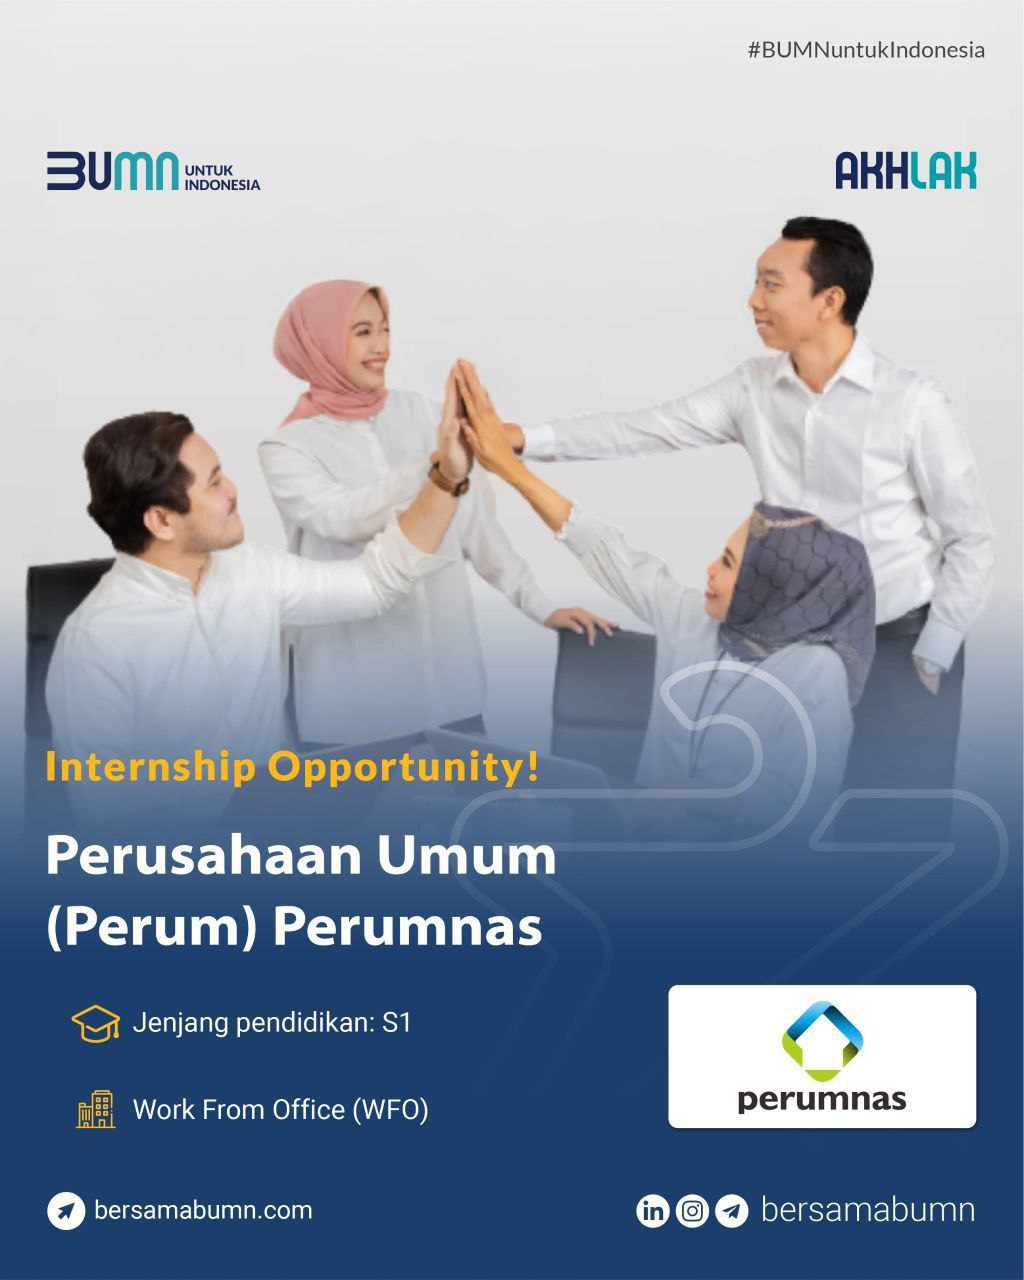 #BUMNuntukIndonesia
BUMN UNTUK INDONESIA
AKHLAK
Internship Opportunity!
Perusahaan Umum
(Perum) Perumnas
Jenjang pendidikan: S1
Work From Office (WFO)
perumnas
bersamabumn.com
in bersamabumn